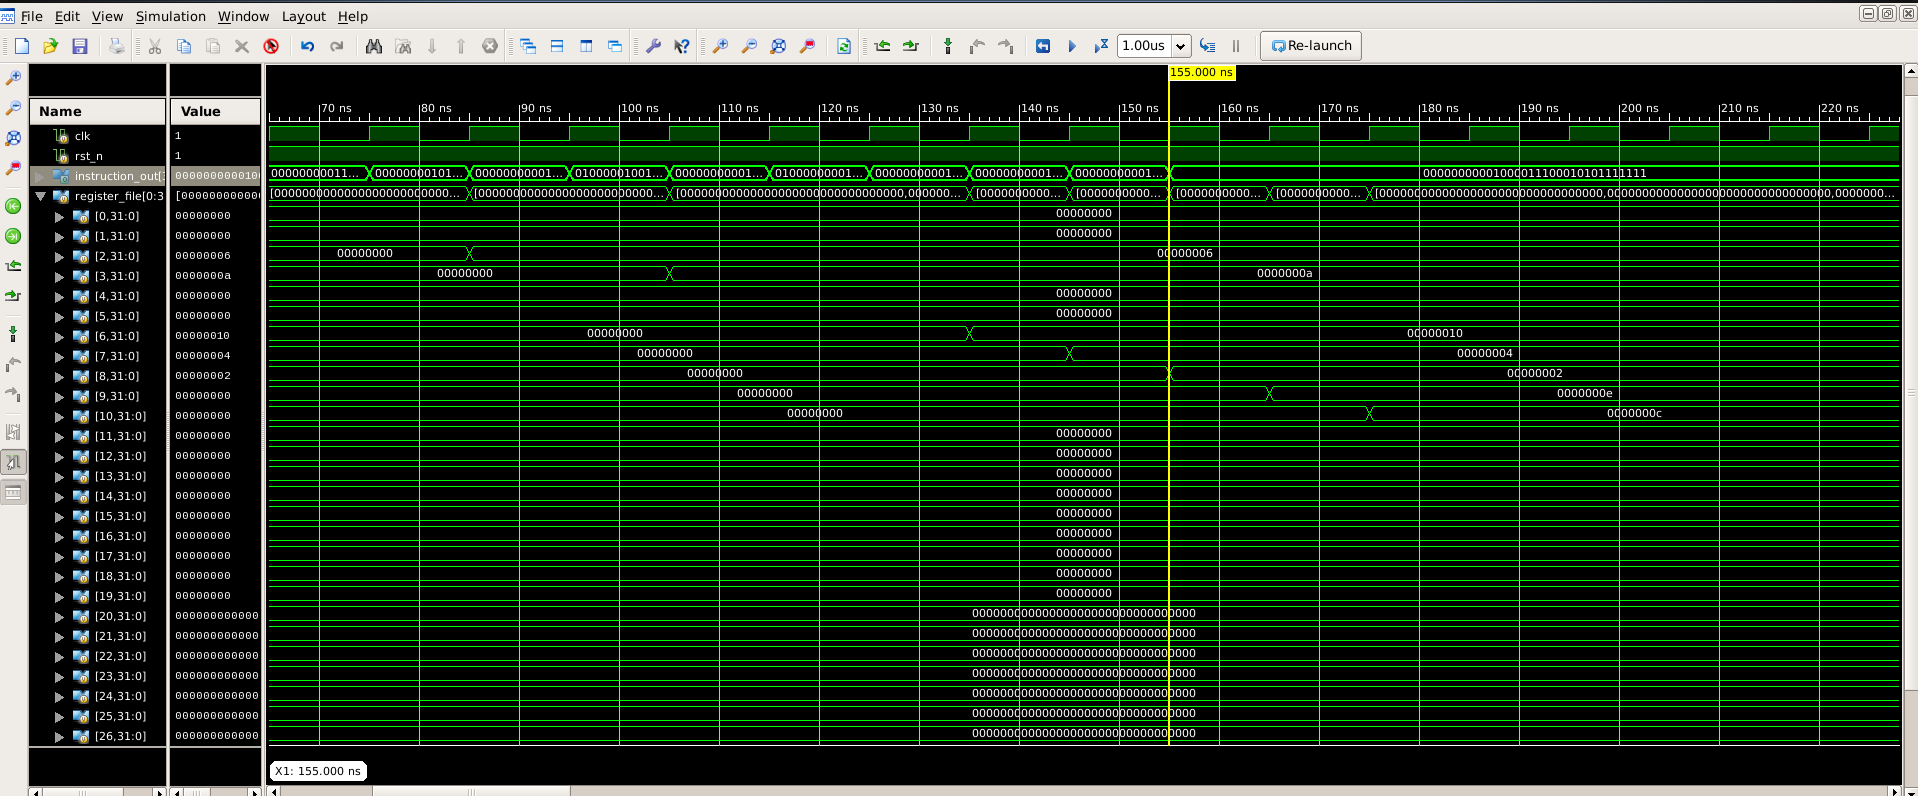 File Edit View Simulation Window Layout Help
1.00us Re-launch
155.000 ns
Name Value 70 ns 80 ns 90 ns 100 ns 110 ns 120 ns 130 ns 140 ns 150 ns 160 ns 170 ns 180 ns 190 ns 200 ns 210 ns 220 ns
clk 1
rst_n 1
instruction_out[3 000000000010 00000000011... 00000000101... 00000000001... 01000001001... 00000000001... 01000000001... 00000000001... 00000000001... 00000000001... 00000000001000111000101011111111
register_file[0:3 [00000000000 [0000000000000000000000... [0000000000000000000000... [00000000000000000000000000000000,000000... [000000000... [000000000... [000000000... [000000000... [00000000000000000000000000000000,00000000000000000000000000000000,0000000...
[0,31:0] 00000000 00000000
[1,31:0] 00000000 00000000
[2,31:0] 00000006 00000000 00000006
[3,31:0] 0000000a 00000000 0000000a
[4,31:0] 00000000 00000000
[5,31:0] 00000000 00000000
[6,31:0] 00000010 00000000 00000010
[7,31:0] 00000004 00000000 00000004
[8,31:0] 00000002 00000000 00000002
[9,31:0] 00000000 00000000 0000000e
[10,31:0] 00000000 00000000 0000000c
[11,31:0] 00000000 00000000
[12,31:0] 00000000 00000000
[13,31:0] 00000000 00000000
[14,31:0] 00000000 00000000
[15,31:0] 00000000 00000000
[16,31:0] 00000000 00000000
[17,31:0] 00000000 00000000
[18,31:0] 00000000 00000000
[19,31:0] 00000000 00000000
[20,31:0] 000000000000 00000000000000000000000000000000
[21,31:0] 000000000000 00000000000000000000000000000000
[22,31:0] 000000000000 00000000000000000000000000000000
[23,31:0] 000000000000 00000000000000000000000000000000
[24,31:0] 000000000000 00000000000000000000000000000000
[25,31:0] 000000000000 00000000000000000000000000000000
[26,31:0] 000000000000 00000000000000000000000000000000
X1: 155.000 ns